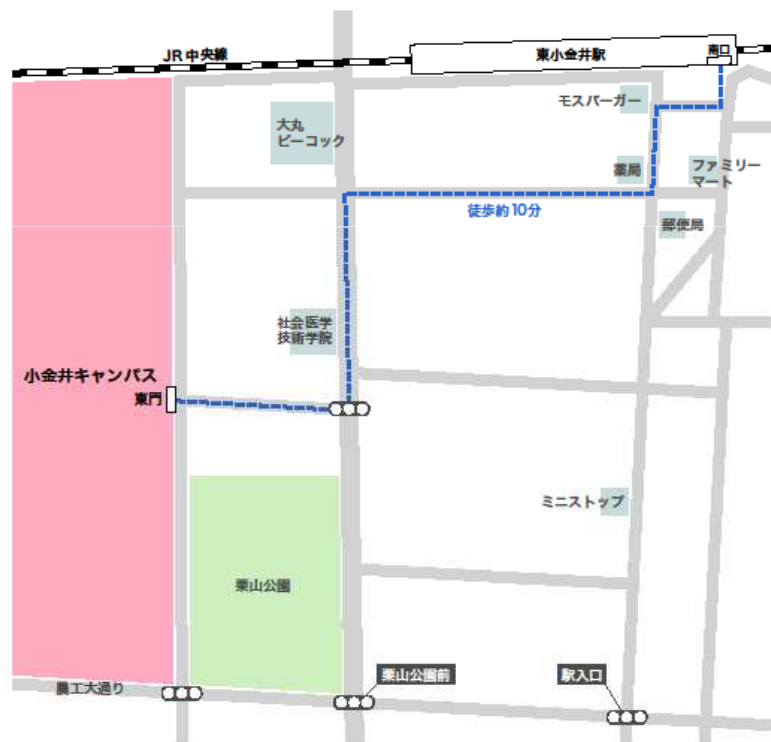 JR中央線
東小金井駅
南口
モスバーガー
大丸
ピーコック
薬局
ファミリー
マート
徒歩約10分
郵便局
社会医学
技術学院
小金井キャンパス
東門
ミニストップ
栗山公園
栗山公園前
駅入口
農工大通り